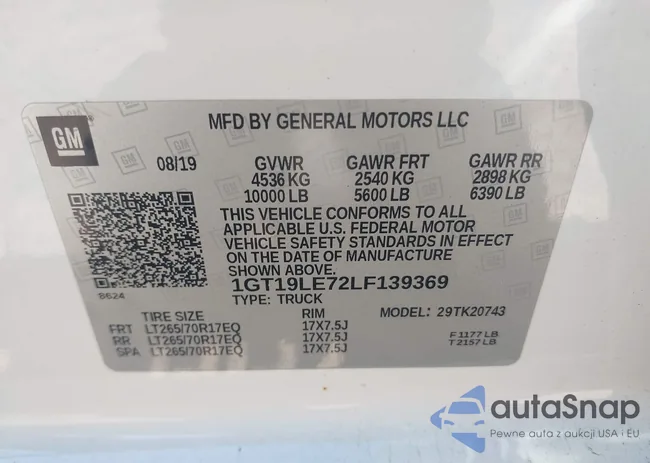 MFD BY GENERAL MOTORS LLC
GM
08/19 GVWR GAWR FRT GAWR RR
4536 KG 2540 KG 2898 KG
10000 LB 5600 LB 6390 LB
THIS VEHICLE CONFORMS TO ALL
APPLICABLE U.S. FEDERAL MOTOR
VEHICLE SAFETY STANDARDS IN EFFECT
ON THE DATE OF MANUFACTURE
SHOWN ABOVE.
1GT19LE72LF139369
8624
TYPE: TRUCK MODEL: 29TK20743
TIRE SIZE RIM
FRT LT265/70R17EQ 17X7.5J F 1177 LB
RR LT265/70R17EQ 17X7.5J T 2157 LB
SPA LT265/70R17EQ 17X7.5J
autaSnap
Pewne auta z aukcji USA i EU